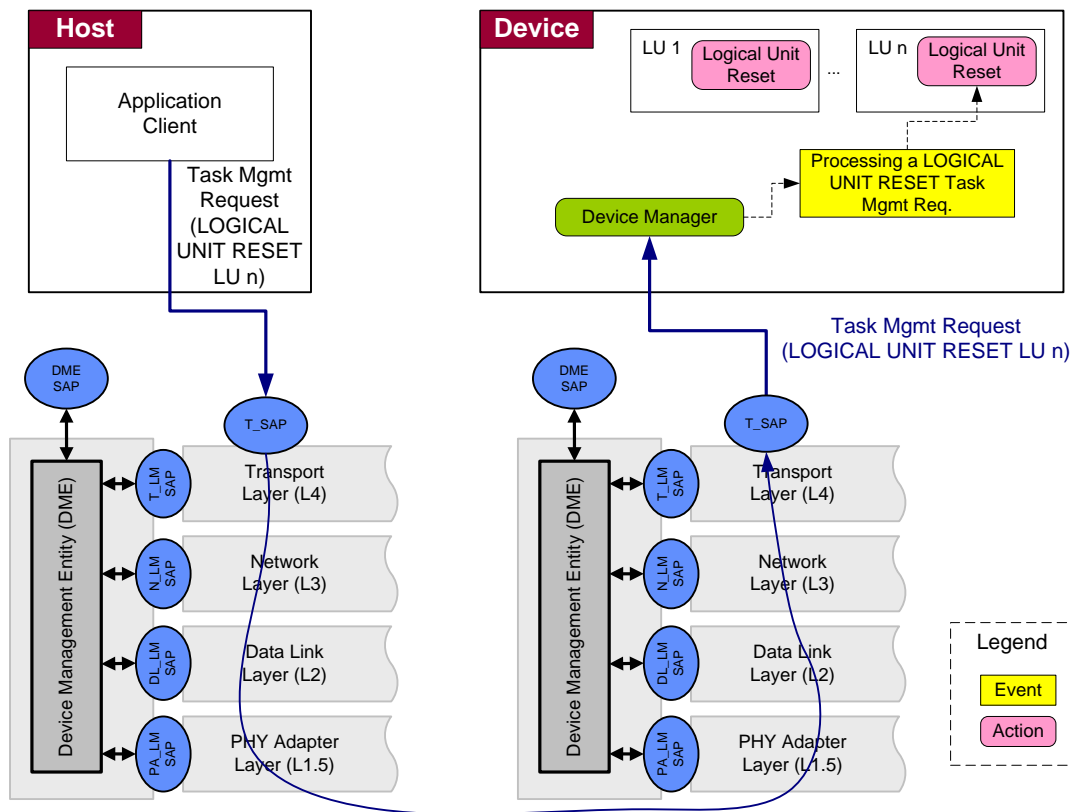 Host
Application
Client
Task Mgmt
Request
(LOGICAL
UNIT RESET
LU n)
Device
LU 1
Logical Unit
Reset
...
LU n
Logical Unit
Reset
Processing a LOGICAL
UNIT RESET Task
Mgmt Req.
Device Manager
Task Mgmt Request
(LOGICAL UNIT RESET LU n)
DME
SAP
T_SAP
Device Management Entity (DME)
T_LM
SAP
Transport
Layer (L4)
N_LM
SAP
Network
Layer (L3)
DL_LM
SAP
Data Link
Layer (L2)
PA_LM
SAP
PHY Adapter
Layer (L1.5)
DME
SAP
T_SAP
Device Management Entity (DME)
T_LM
SAP
Transport
Layer (L4)
N_LM
SAP
Network
Layer (L3)
DL_LM
SAP
Data Link
Layer (L2)
PA_LM
SAP
PHY Adapter
Layer (L1.5)
Legend
Event
Action